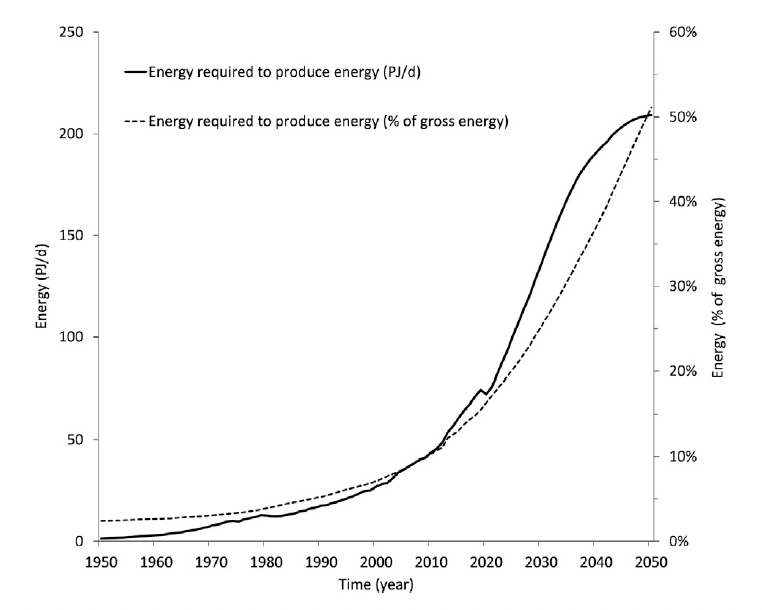 250
200
150
100
50
0
60%
50%
40%
30%
20%
10%
0%
Energy required to produce energy (PJ/d)
Energy required to produce energy (% of gross energy)
Energy (PJ/d)
Energy (% of gross energy)
1950 1960 1970 1980 1990 2000 2010 2020 2030 2040 2050
Time (year)